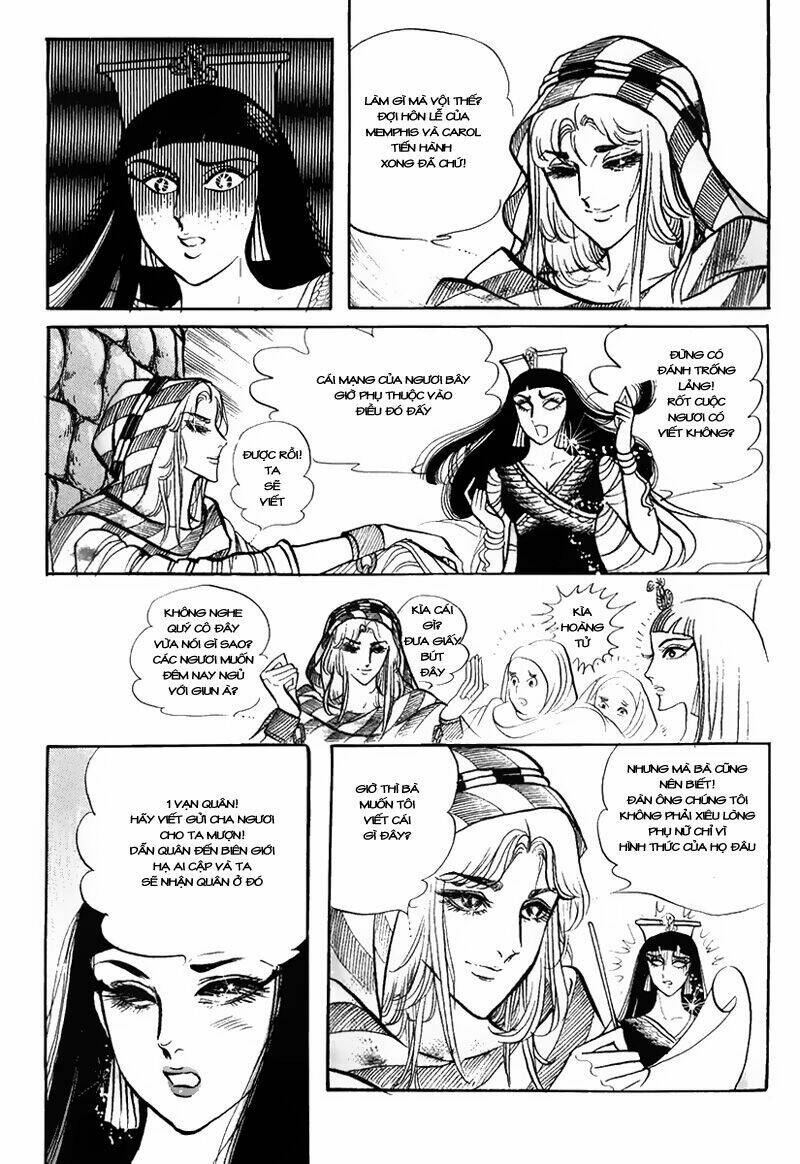 LÀM GÌ MÀ VỘI THẾ?
ĐỢI HÔN LỄ CỦA
MEMPHIS VÀ CAROL
TIẾN HÀNH
XONG ĐÃ CHỨ!
ĐỪNG CÓ
ĐÁNH TRỐNG
LẢNG!
RỐT CUỘC
NGƯƠI CÓ
VIẾT KHÔNG?
CÁI MẠNG CỦA NGƯƠI BÂY
GIỜ PHỤ THUỘC VÀO
ĐIỀU ĐÓ ĐẤY
ĐƯỢC RỒI!
TA
SẼ
VIẾT
KÌA
HOÀNG
TỬ
KÌA CÁI
GÌ?
ĐƯA GIẤY
BÚT
ĐÂY
KHÔNG NGHE
QUÝ CÔ ĐÂY
VỪA NÓI GÌ SAO?
CÁC NGƯƠI MUỐN
ĐÊM NAY NGỦ
VỚI GIUN À?
NHƯNG MÀ BÀ CŨNG
NÊN BIẾT!
ĐÀN ÔNG CHÚNG TÔI
KHÔNG PHẢI XIÊU LÒNG
PHỤ NỮ CHỈ VÌ
HÌNH THỨC CỦA HỌ ĐÂU
GIỜ THÌ BÀ
MUỐN TÔI
VIẾT CÁI
GÌ ĐÂY?
1 VẠN QUÂN!
HÃY VIẾT GỬI CHA NGƯƠI
CHO TA MƯỢN!
DẪN QUÂN ĐẾN BIÊN GIỚI
HẠ AI CẬP VÀ TA
SẼ NHẬN QUÂN Ở ĐÓ